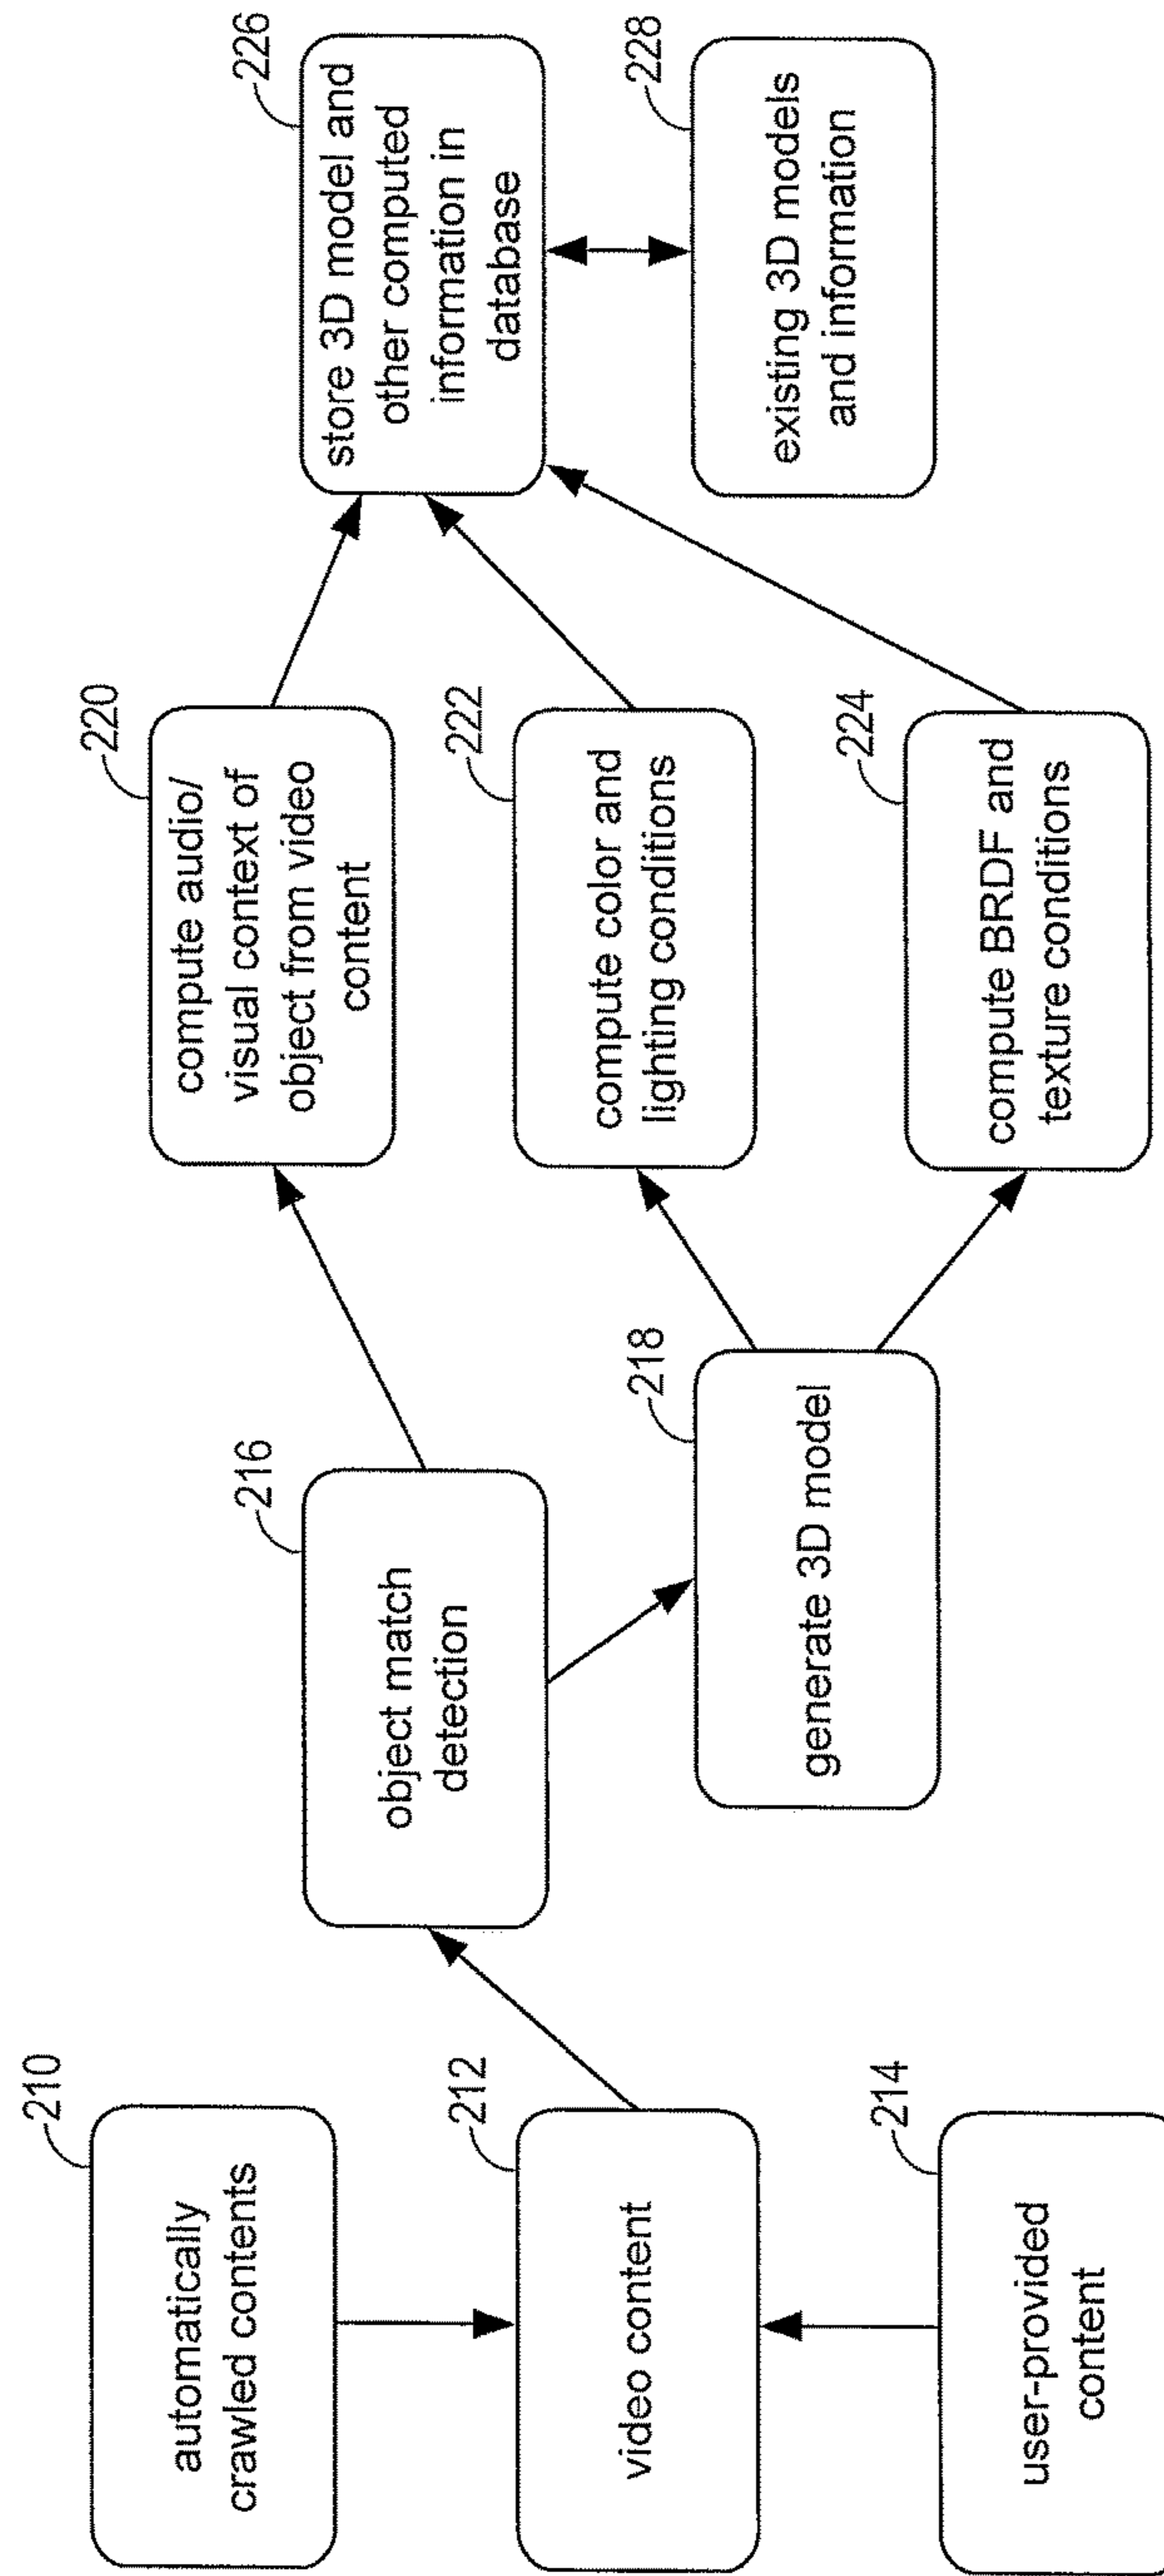 210
automatically
crawled contents
212
video content
214
user-provided
content
216
object match
detection
218
generate 3D model
220
compute audio/
visual context of
object from video
content
222
compute color and
lighting conditions
224
compute BRDF and
texture conditions
226
store 3D model and
other computed
information in
database
228
existing 3D models
and information